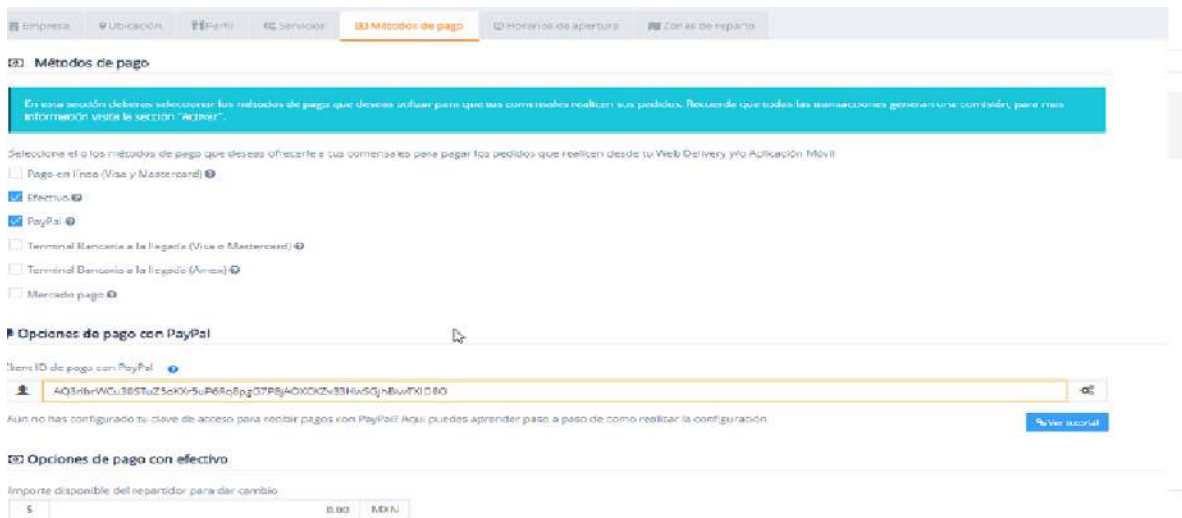 Empresa Ubicación Perfil Servicios Métodos de pago Horarios de apertura Zonas de reparto
Métodos de pago
En esta sección deberás seleccionar los métodos de pago que deseas utilizar para que tus comensales realicen sus pedidos. Recuerda que todas las transacciones generan una comisión, para más
información visita la sección "Activar".
Selecciona el o los métodos de pago que deseas ofrecerle a tus comensales para pagar los pedidos que realicen desde tu Web Delivery y/o Aplicación Móvil
Pago en línea (Visa y Mastercard)
Efectivo
PayPal
Terminal Bancaria a la llegada (Visa o Mastercard)
Terminal Bancaria a la llegada (Amex)
Mercado pago
Opciones de pago con PayPal
Client ID de pago con PayPal
Aún no has configurado tu clave de acceso para recibir pagos con PayPal? Aquí puedes aprender paso a paso de como realizar la configuración
Ver tutorial
Opciones de pago con efectivo
Importe disponible del repartidor para dar cambio
$ 0.00 MXN